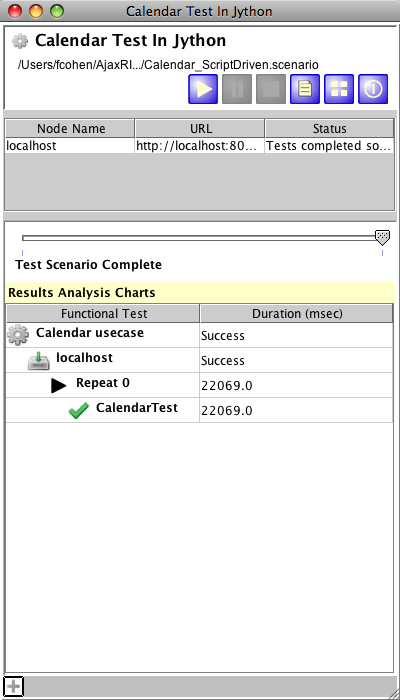 Calendar Test In Jython
Calendar Test In Jython
/Users/fcohen/AjaxRI.../Calendar_ScriptDriven.scenario
Node Name URL Status
localhost http://localhost:80... Tests completed so...
Test Scenario Complete
Results Analysis Charts
Functional Test Duration (msec)
Calendar usecase Success
localhost Success
Repeat 0 22069.0
CalendarTest 22069.0